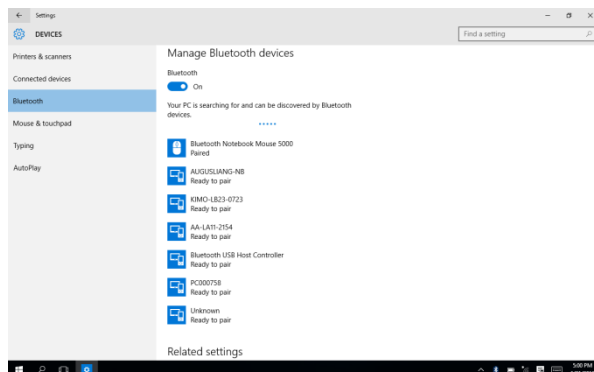 Settings
DEVICES
Find a setting
Printers & scanners
Connected devices
Bluetooth
Mouse & touchpad
Typing
AutoPlay
Manage Bluetooth devices
Bluetooth
On
Your PC is searching for and can be discovered by Bluetooth
devices.
Bluetooth Notebook Mouse 5000
Paired
AUGUSLIANG-NB
Ready to pair
KIMO-LB23-0723
Ready to pair
AA-LA11-2154
Ready to pair
Bluetooth USB Host Controller
Ready to pair
PC000758
Ready to pair
Unknown
Ready to pair
Related settings
5:00 PM